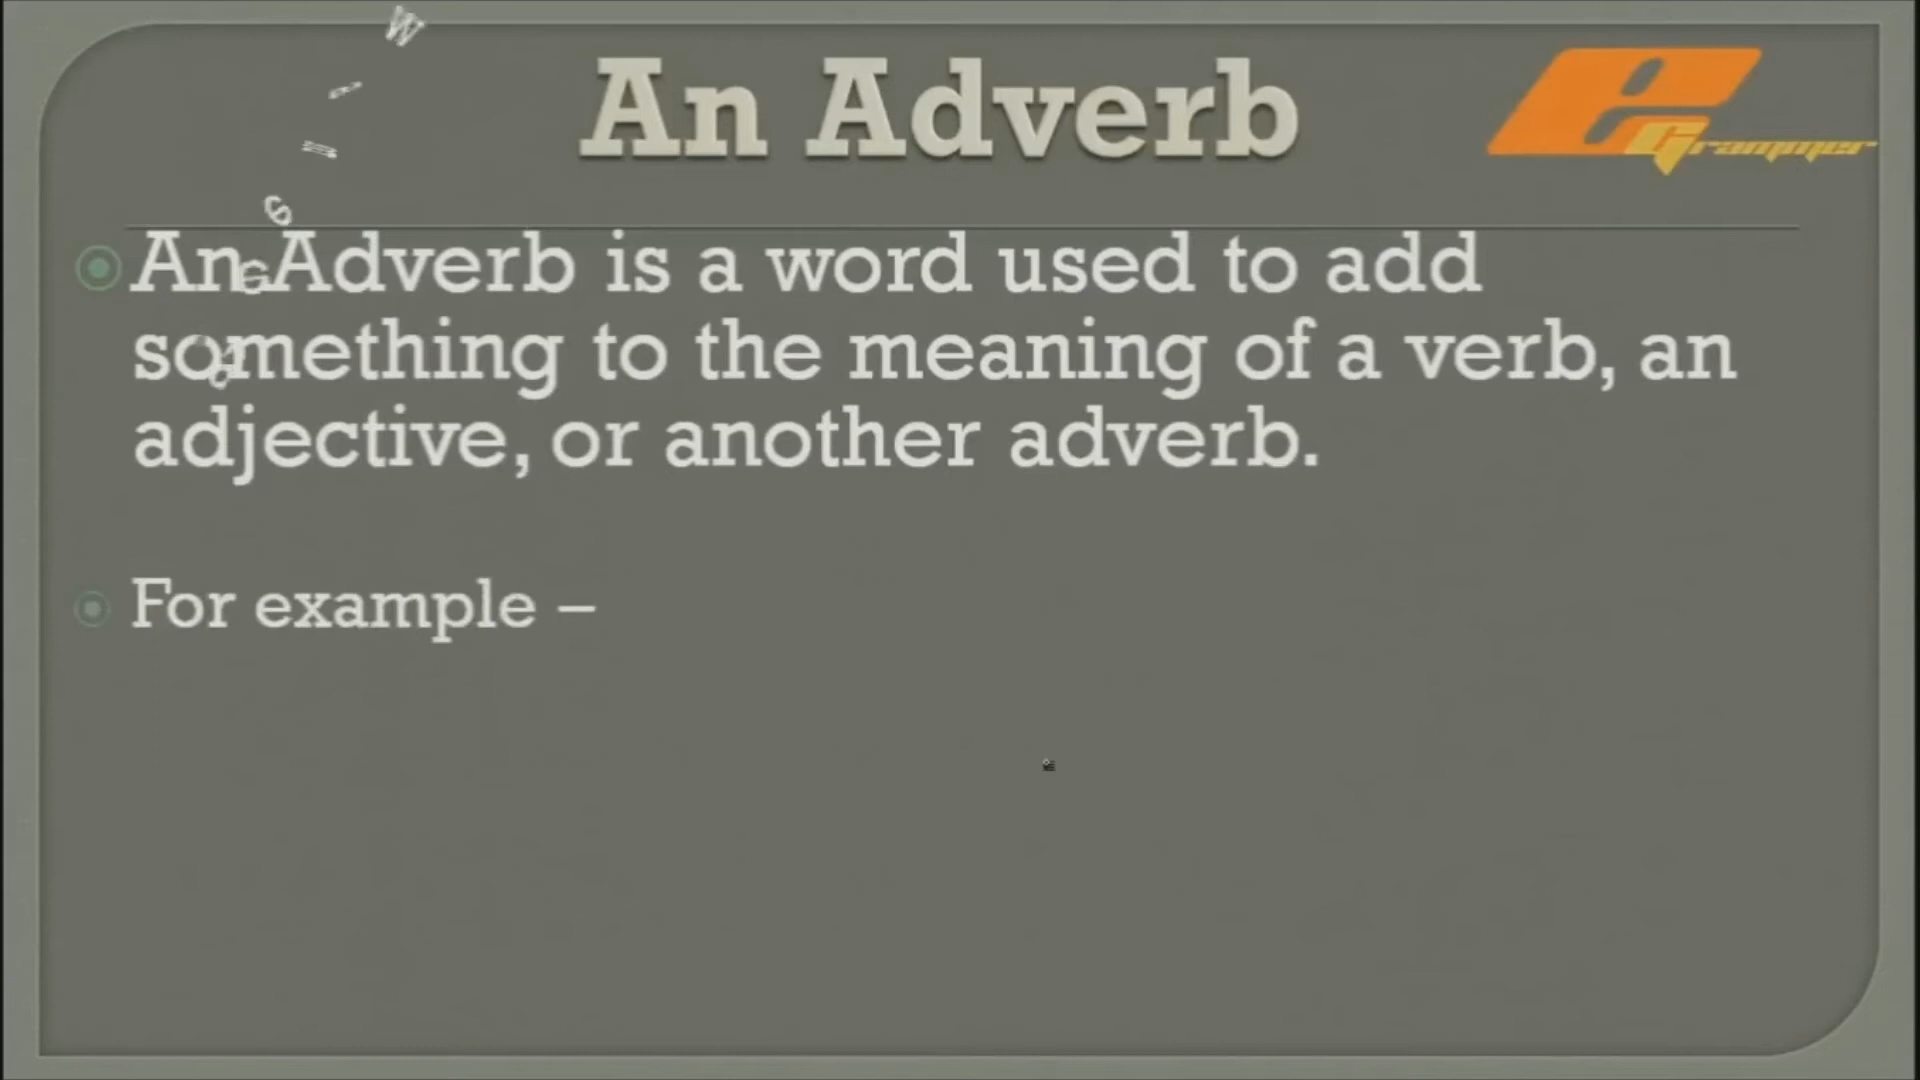 An Adverb
e Grammer
An Adverb is a word used to add
something to the meaning of a verb, an
adjective, or another adverb.
For example –